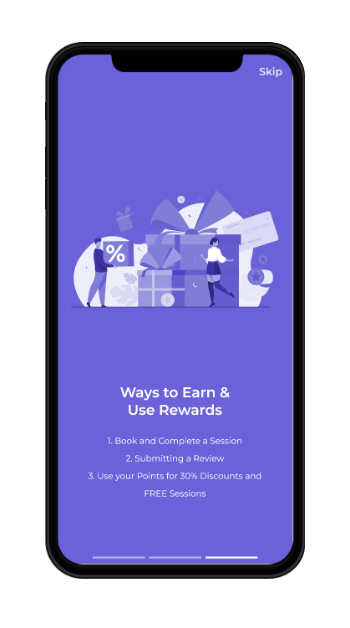 Skip
%
Ways to Earn &
Use Rewards
1. Book and Complete a Session
2. Submitting a Review
3. Use your Points for 30% Discounts and
FREE Sessions